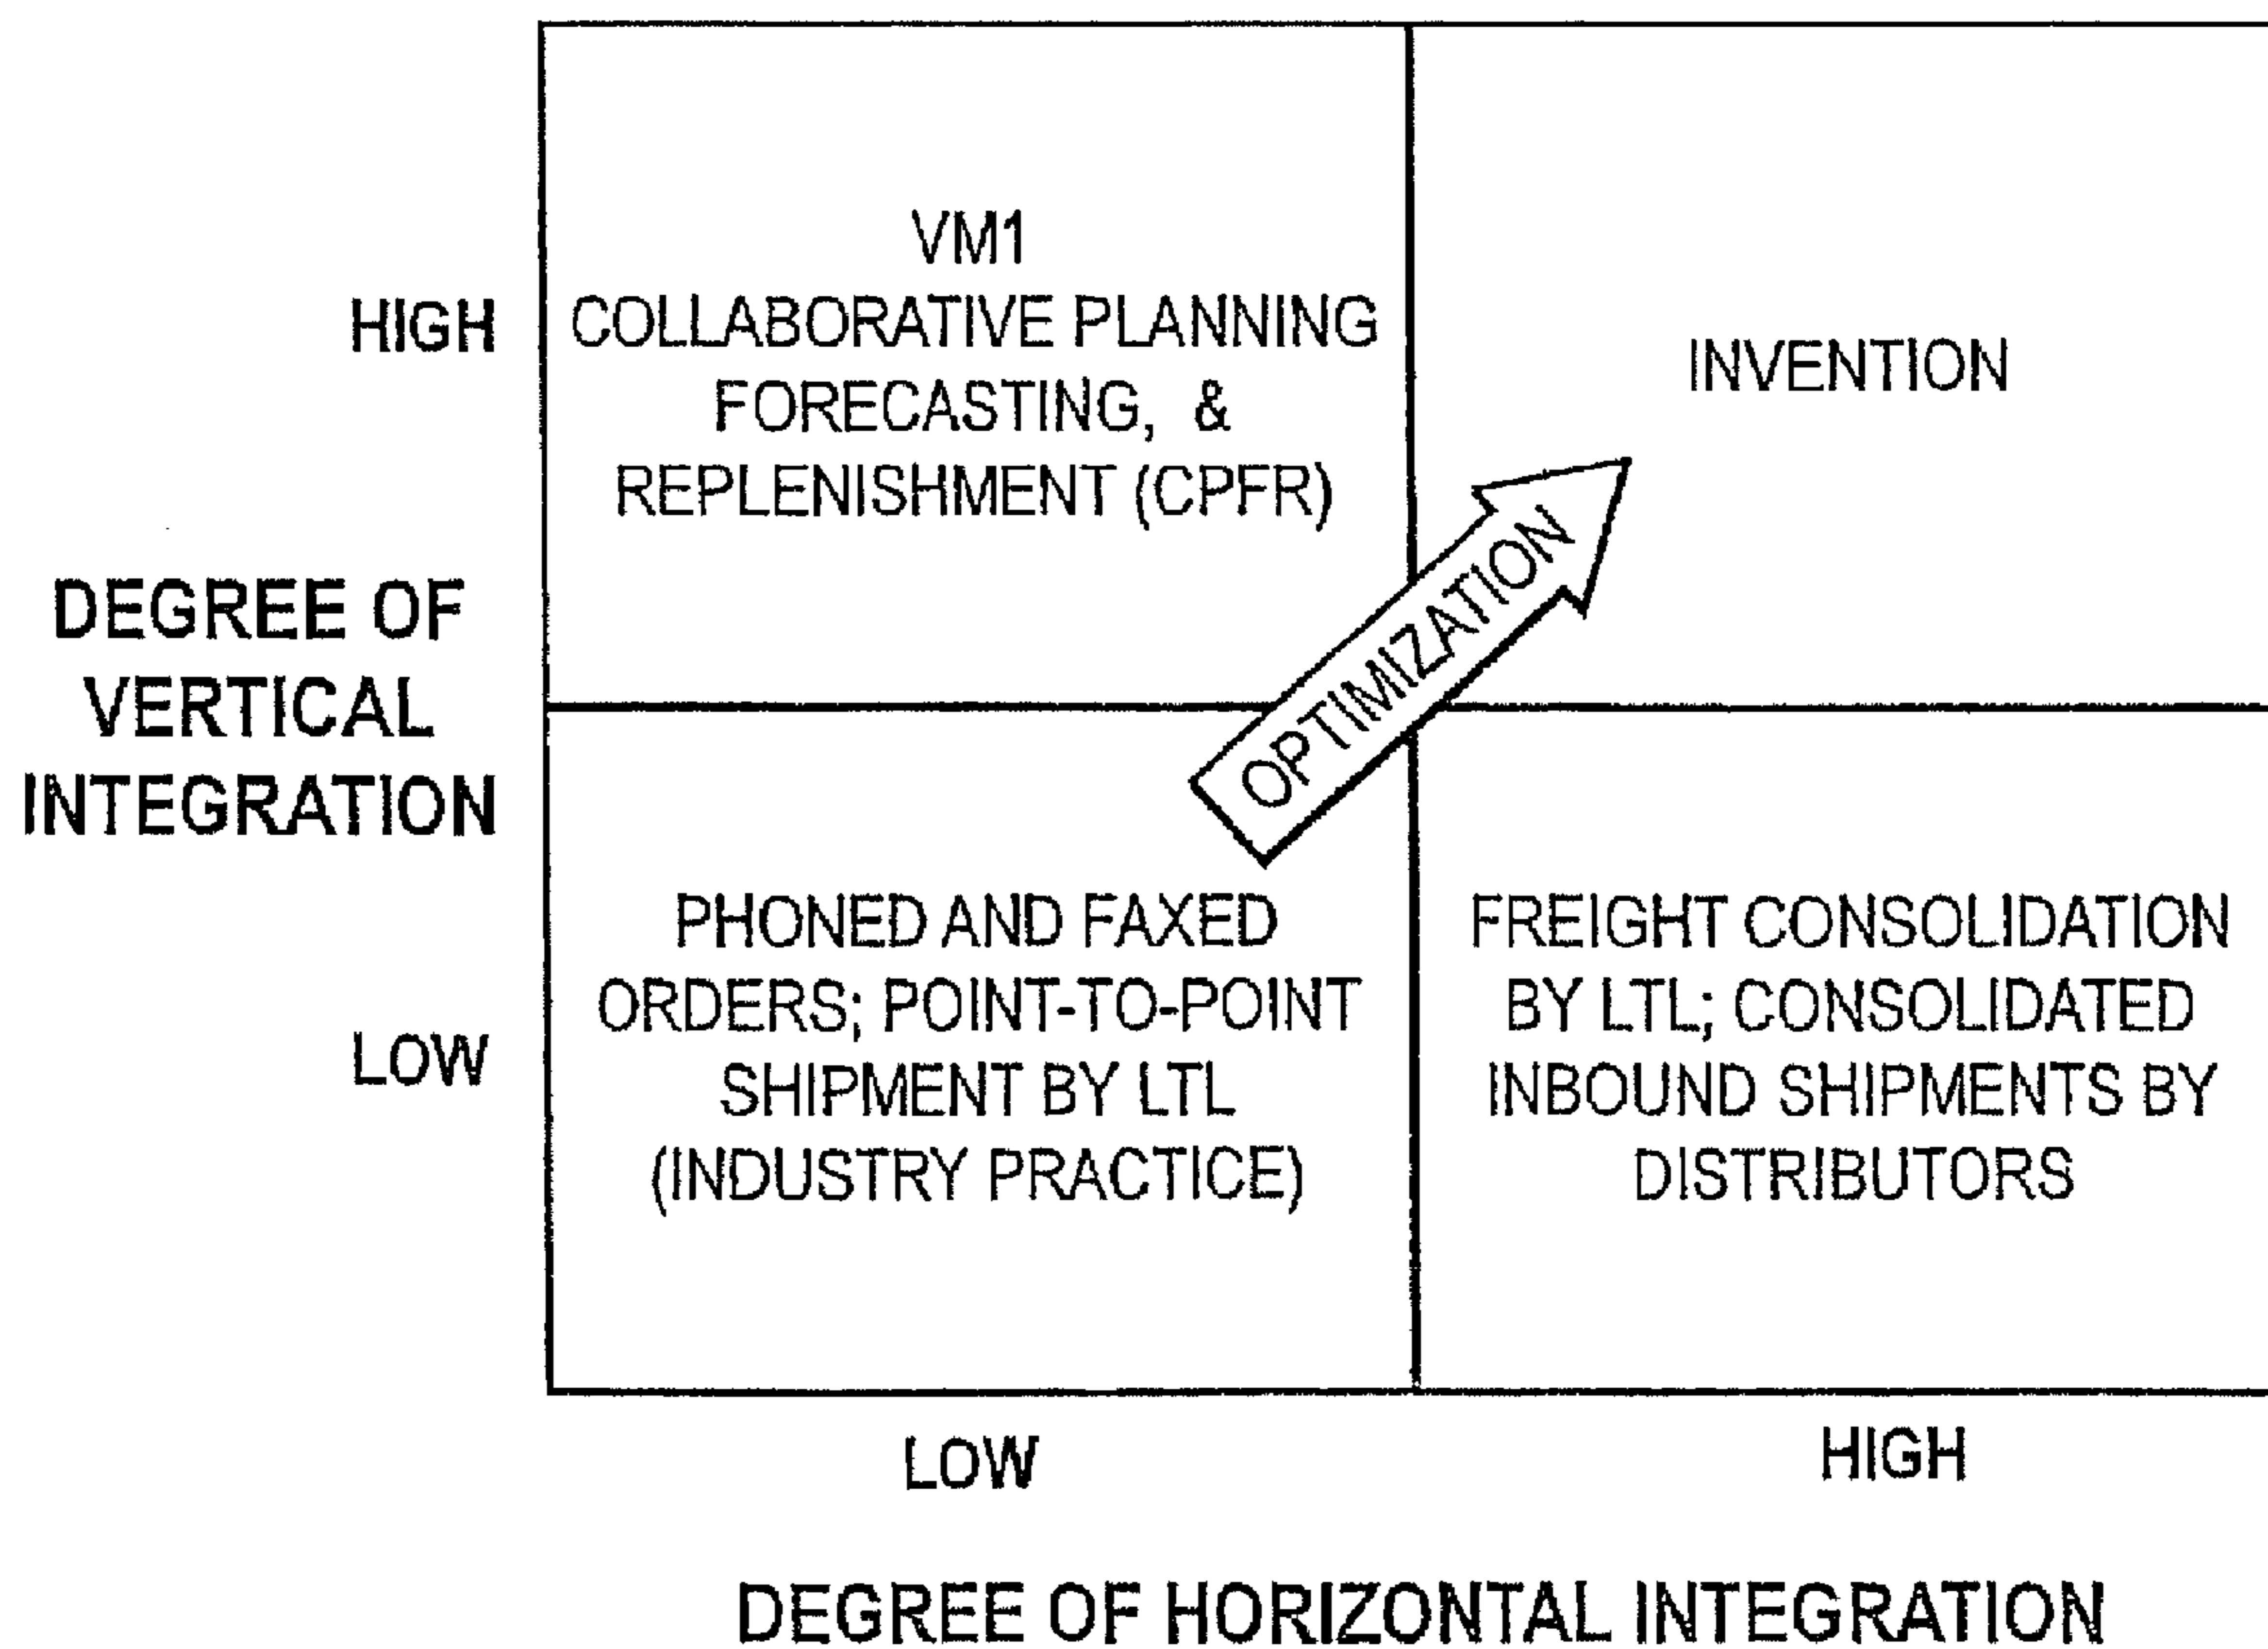 VM1
COLLABORATIVE PLANNING
FORECASTING, &
REPLENISHMENT (CPFR)
HIGH
INVENTION
OPTIMIZATION
DEGREE OF
VERTICAL
INTEGRATION
PHONED AND FAXED
ORDERS; POINT-TO-POINT
SHIPMENT BY LTL
(INDUSTRY PRACTICE)
FREIGHT CONSOLIDATION
BY LTL; CONSOLIDATED
INBOUND SHIPMENTS BY
DISTRIBUTORS
LOW
LOW
HIGH
DEGREE OF HORIZONTAL INTEGRATION